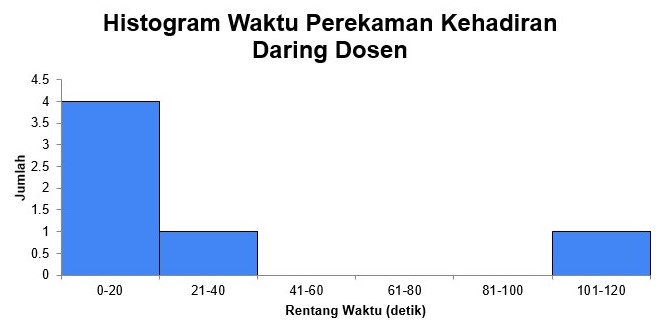 Histogram Waktu Perekaman Kehadiran
Daring Dosen
4.5
4
3.5
3
2.5
2
1.5
1
0.5
0
Jumlah
0-20 21-40 41-60 61-80 81-100 101-120
Rentang Waktu (detik)